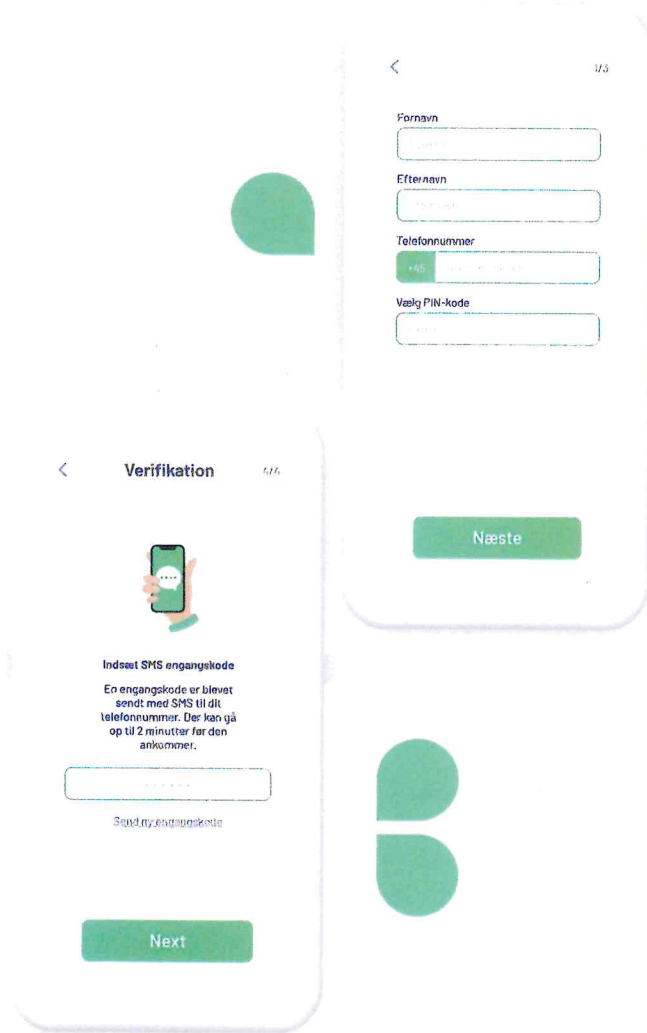 1/3
Fornavn
Efternavn
Telefonnummer
+45
Vælg PIN-kode
Næste
Verifikation
4/4
Indsæt SMS engangskode
En engangskode er blevet
sendt med SMS til dit
telefonnummer. Der kan gå
op til 2 minutter før den
ankommer.
Send ny engangskode
Next